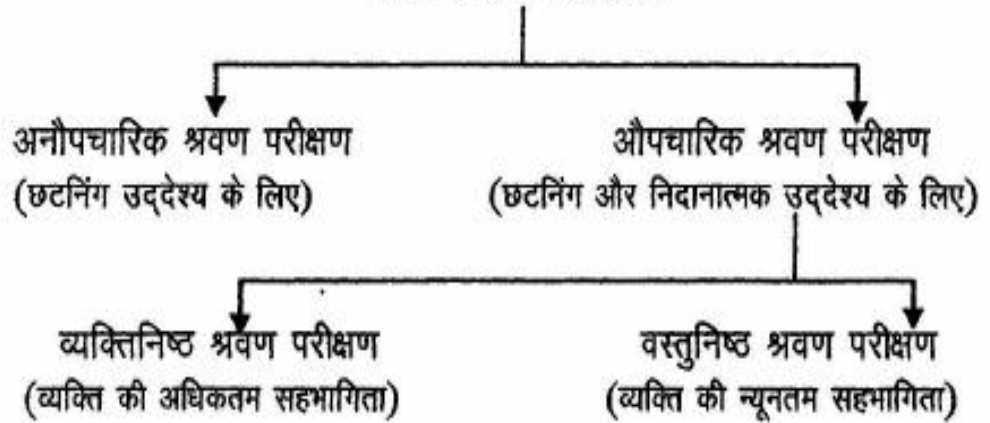 अनौपचारिक श्रवण परीक्षण
(छटनिंग उद्देश्य के लिए)
औपचारिक श्रवण परीक्षण
(छटनिंग और निदानात्मक उद्देश्य के लिए)
व्यक्तिनिष्ठ श्रवण परीक्षण
(व्यक्ति की अधिकतम सहभागिता)
वस्तुनिष्ठ श्रवण परीक्षण
(व्यक्ति की न्यूनतम सहभागिता)